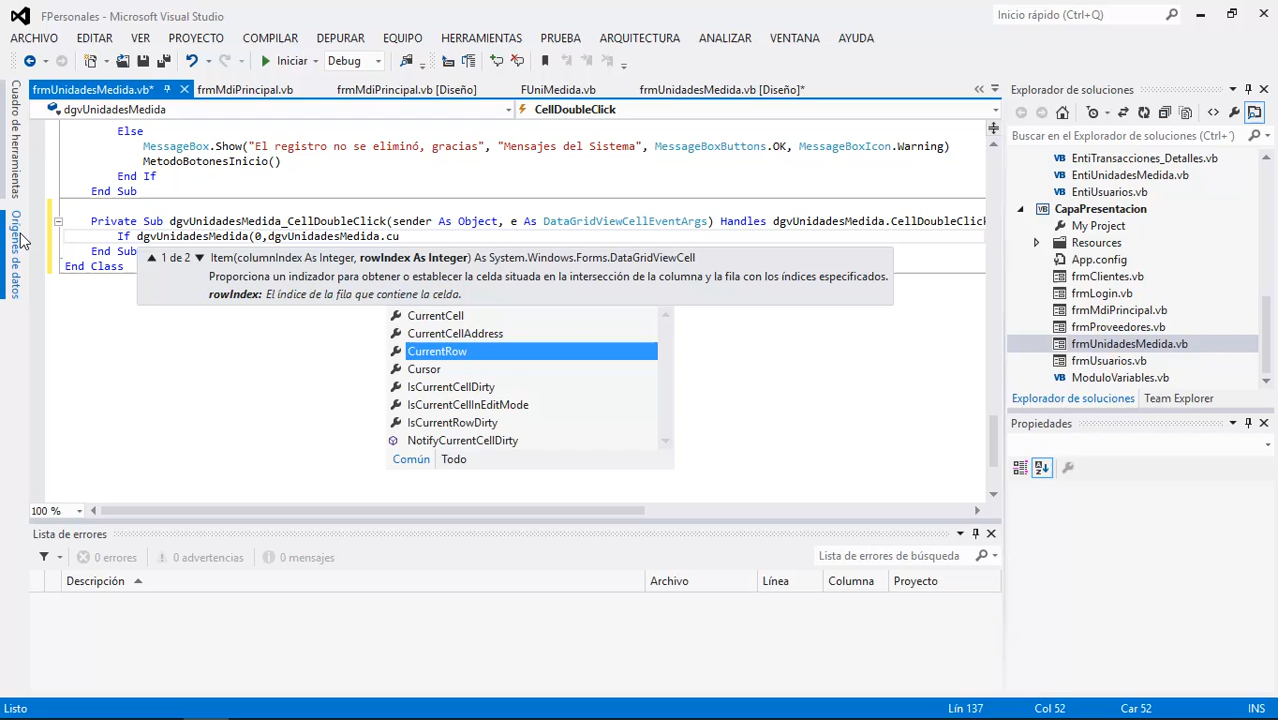 FPersonales - Microsoft Visual Studio
Inicio rápido (Ctrl+Q)
ARCHIVO EDITAR VER PROYECTO COMPILAR DEPURAR EQUIPO HERRAMIENTAS PRUEBA ARQUITECTURA ANALIZAR VENTANA AYUDA
Iniciar Debug
Cuadro de herramientas
Orígenes de datos
frmUnidadesMedida.vb* frmMdiPrincipal.vb frmMdiPrincipal.vb [Diseño] FUniMedida.vb frmUnidadesMedida.vb [Diseño]*
dgvUnidadesMedida CellDoubleClick
Else
MessageBox.Show("El registro no se eliminó, gracias", "Mensajes del Sistema", MessageBoxButtons.OK, MessageBoxIcon.Warning)
MetodoBotonesInicio()
End If
End Sub
Private Sub dgvUnidadesMedida_CellDoubleClick(sender As Object, e As DataGridViewCellEventArgs) Handles dgvUnidadesMedida.CellDoubleClick
If dgvUnidadesMedida(0,dgvUnidadesMedida.cu
End Sub
End Class
1 de 2 Item(columnIndex As Integer, rowIndex As Integer) As System.Windows.Forms.DataGridViewCell
Proporciona un indizador para obtener o establecer la celda situada en la intersección de la columna y la fila con los índices especificados.
rowIndex: El índice de la fila que contiene la celda.
CurrentCell
CurrentCellAddress
CurrentRow
Cursor
IsCurrentCellDirty
IsCurrentCellInEditMode
IsCurrentRowDirty
NotifyCurrentCellDirty
Común Todo
100 %
Lista de errores
0 errores 0 advertencias 0 mensajes
Lista de errores de búsqueda
Descripción Archivo Línea Columna Proyecto
Explorador de soluciones
Buscar en el Explorador de soluciones (Ctrl+')
EntiTransacciones_Detalles.vb
EntiUnidadesMedida.vb
EntiUsuarios.vb
CapaPresentacion
My Project
Resources
App.config
frmClientes.vb
frmLogin.vb
frmMdiPrincipal.vb
frmProveedores.vb
frmUnidadesMedida.vb
frmUsuarios.vb
ModuloVariables.vb
Explorador de soluciones Team Explorer
Propiedades
Listo
Lín 137 Col 52 Car 52 INS